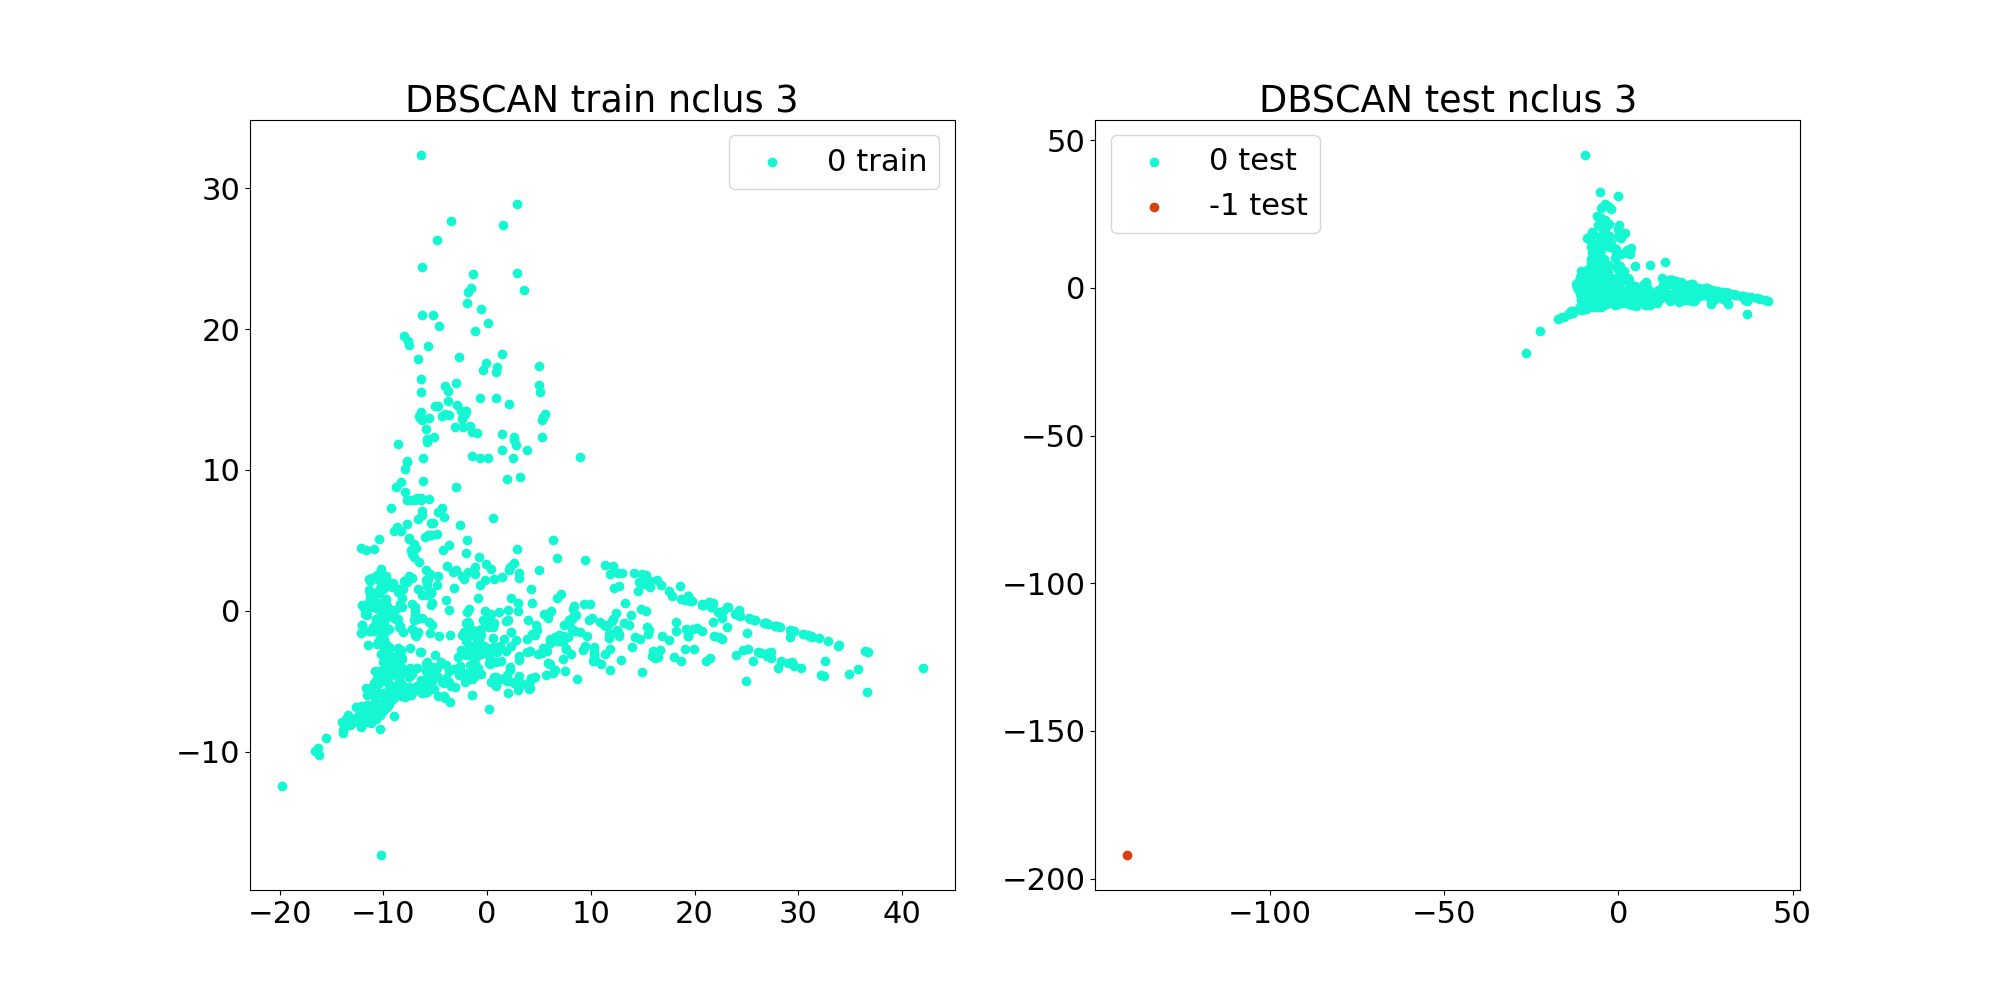 DBSCAN train nclus 3
0 train
30
20
10
0
−10
−20 −10 0 10 20 30 40
DBSCAN test nclus 3
0 test
-1 test
50
0
−50
−100
−150
−200
−100 −50 0 50